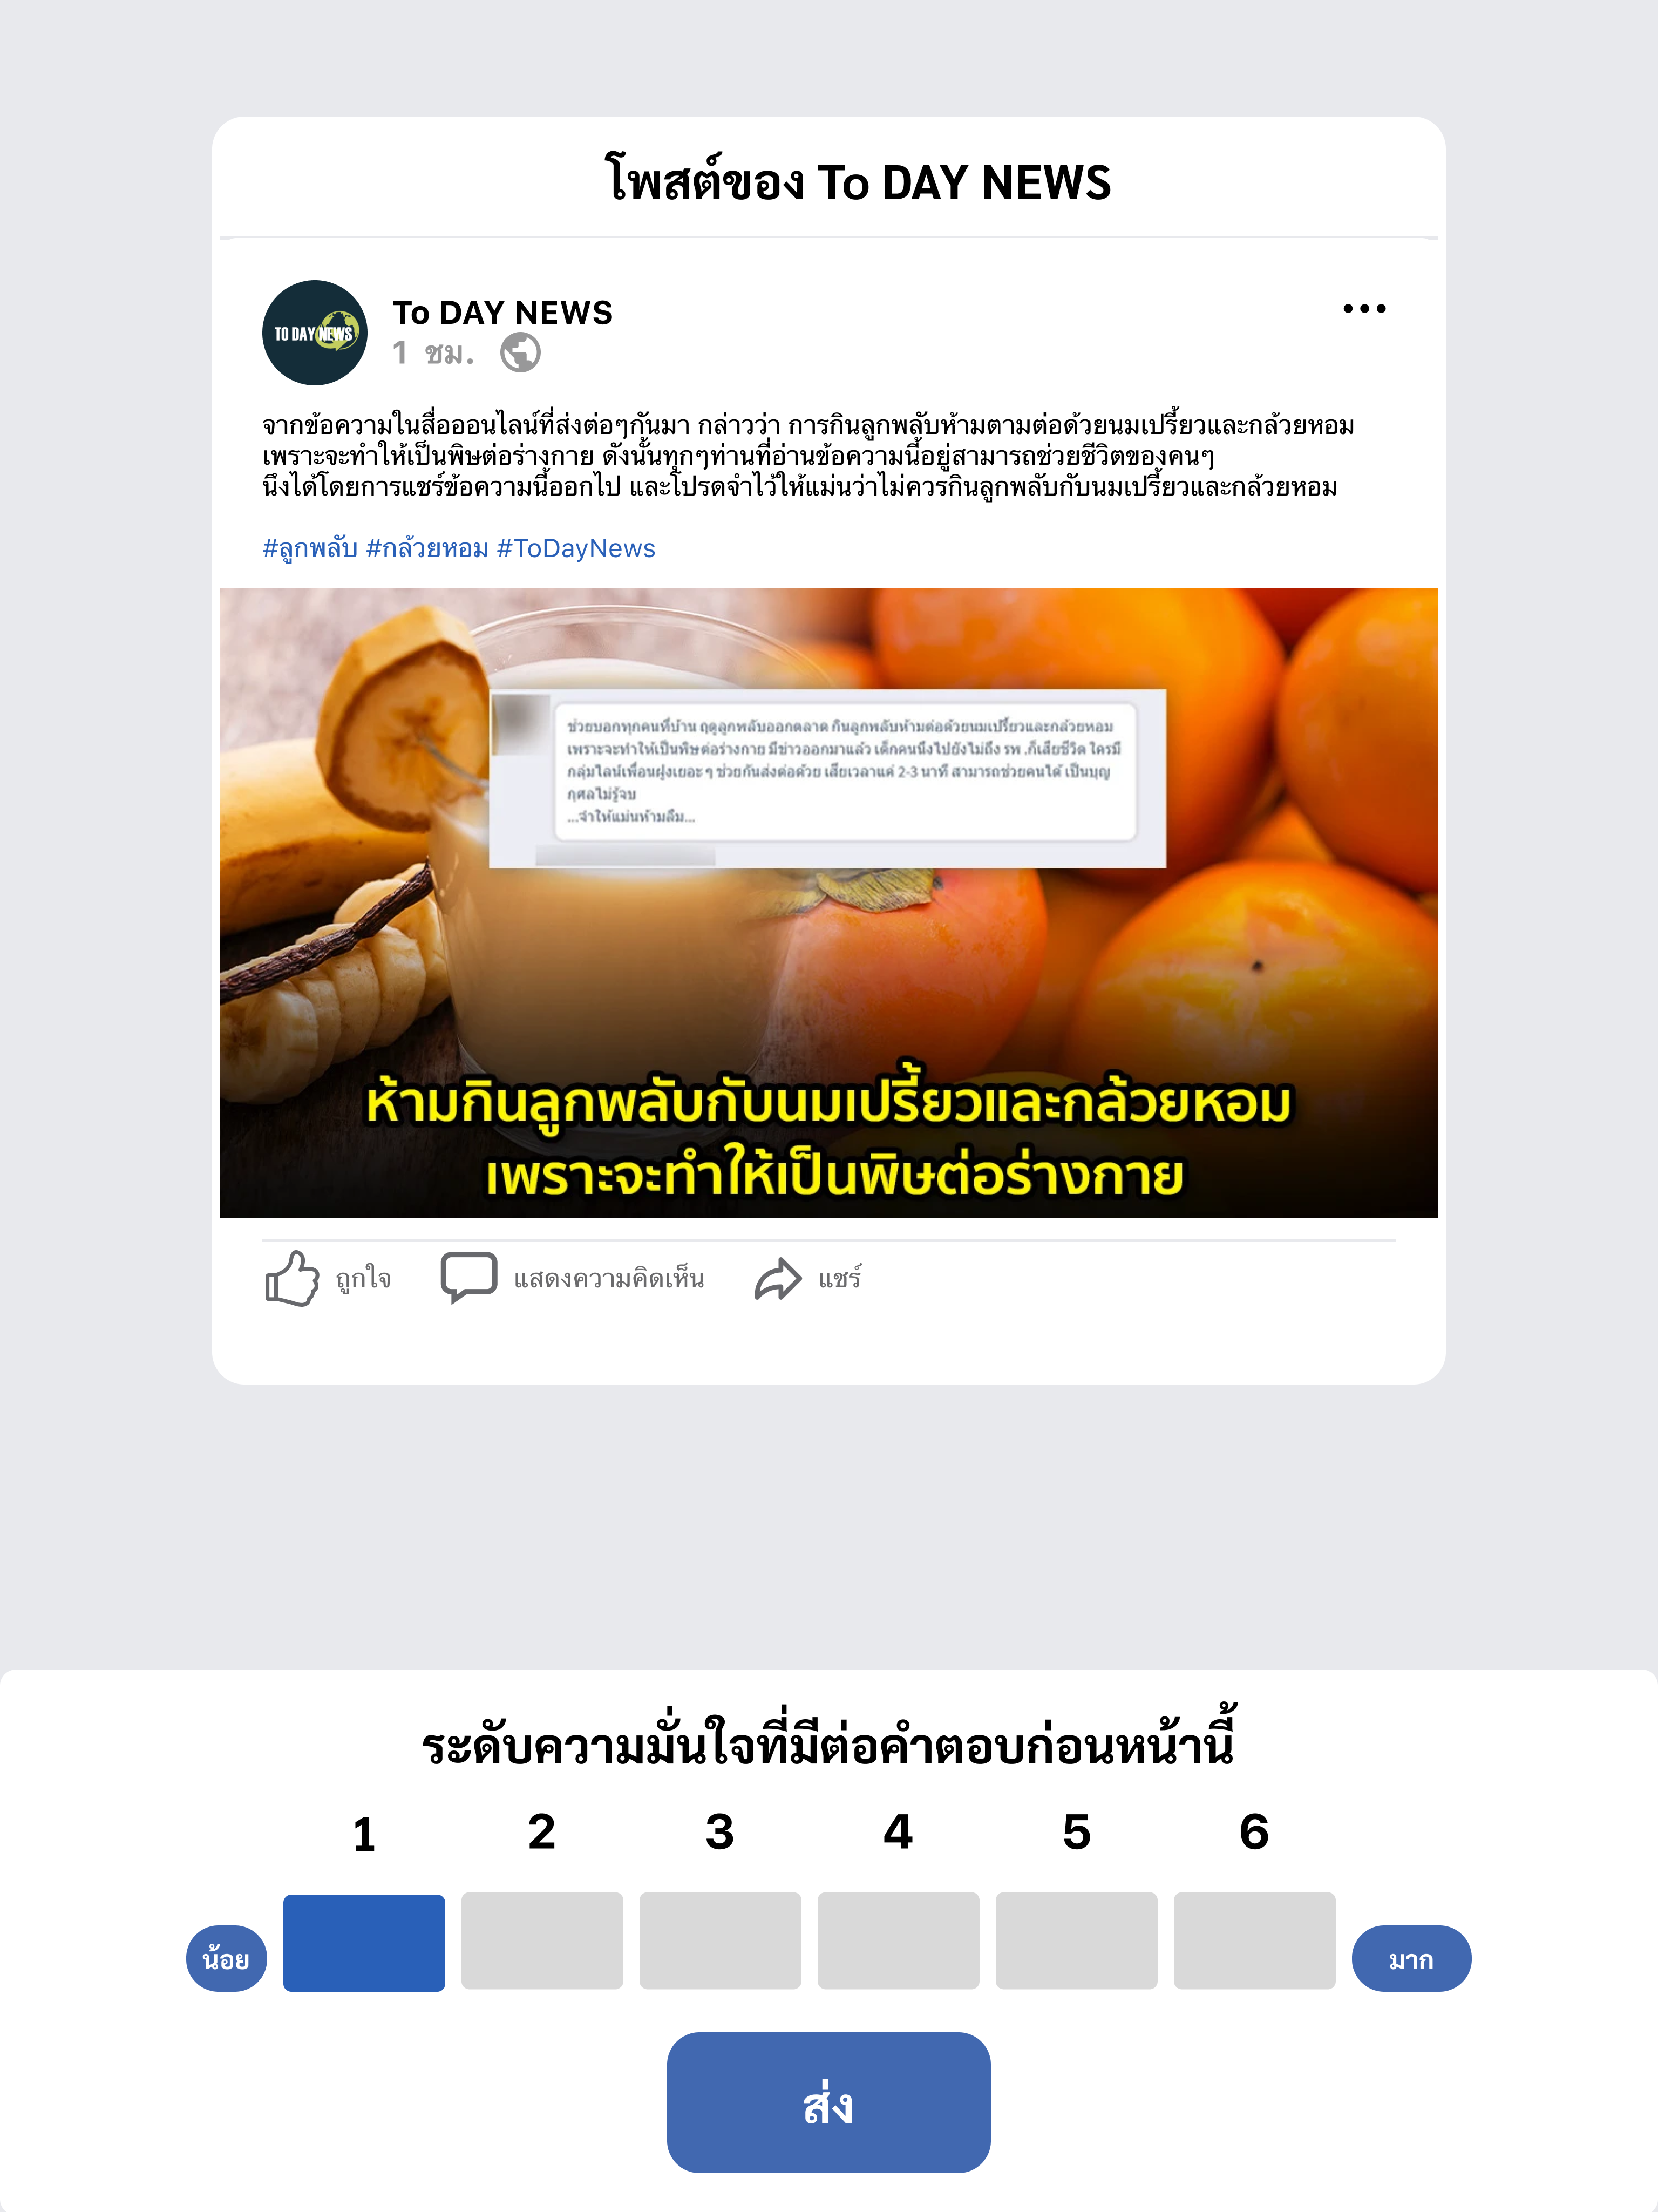 โพสต์ของ To DAY NEWS
TO DAY NEWS
To DAY NEWS
1 ชม.
จากข้อความในสื่อออนไลน์ที่ส่งต่อๆกันมา กล่าวว่า การกินลูกพลับห้ามตามต่อด้วยนมเปรี้ยวและกล้วยหอม
เพราะจะทำให้เป็นพิษต่อร่างกาย ดังนั้นทุกๆท่านที่อ่านข้อความนี้อยู่สามารถช่วยชีวิตของคนๆ
นึงได้โดยการแชร์ข้อความนี้ออกไป และโปรดจำไว้ให้แม่นว่าไม่ควรกินลูกพลับกับนมเปรี้ยวและกล้วยหอม
#ลูกพลับ #กล้วยหอม #ToDayNews
ช่วยบอกทุกคนที่บ้าน ฤดูลูกพลับออกตลาด กินลูกพลับห้ามต่อด้วยนมเปรี้ยวและกล้วยหอม
เพราะจะทำให้เป็นพิษต่อร่างกาย มีข่าวออกมาแล้ว เด็กคนนึงไปยังไม่ถึง รพ .ก็เสียชีวิต ใครมี
กลุ่มไลน์เพื่อนฝูงเยอะ ๆ ช่วยกันส่งต่อด้วย เสียเวลาแค่ 2-3 นาที สามารถช่วยคนได้ เป็นบุญ
กุศลไม่รู้จบ
...จำให้แม่นห้ามลืม...
ห้ามกินลูกพลับกับนมเปรี้ยวและกล้วยหอม
เพราะจะทำให้เป็นพิษต่อร่างกาย
ถูกใจ แสดงความคิดเห็น แชร์
ระดับความมั่นใจที่มีต่อคำตอบก่อนหน้านี้
1 2 3 4 5 6
น้อย มาก
ส่ง